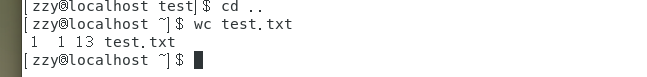 [zzy@localhost test]$ cd ..
[zzy@localhost ~]$ wc test.txt
1  1 13 test.txt
[zzy@localhost ~]$